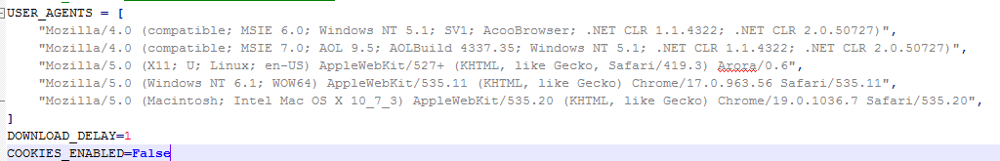 USER_AGENTS = [
"Mozilla/4.0 (compatible; MSIE 6.0; Windows NT 5.1; SV1; AcooBrowser; .NET CLR 1.1.4322; .NET CLR 2.0.50727)",
"Mozilla/4.0 (compatible; MSIE 7.0; AOL 9.5; AOLBuild 4337.35; Windows NT 5.1; .NET CLR 1.1.4322; .NET CLR 2.0.50727)",
"Mozilla/5.0 (X11; U; Linux; en-US) AppleWebKit/527+ (KHTML, like Gecko, Safari/419.3) Arora/0.6",
"Mozilla/5.0 (Windows NT 6.1; WOW64) AppleWebKit/535.11 (KHTML, like Gecko) Chrome/17.0.963.56 Safari/535.11",
"Mozilla/5.0 (Macintosh; Intel Mac OS X 10_7_3) AppleWebKit/535.20 (KHTML, like Gecko) Chrome/19.0.1036.7 Safari/535.20",
]
DOWNLOAD_DELAY=1
COOKIES_ENABLED=False